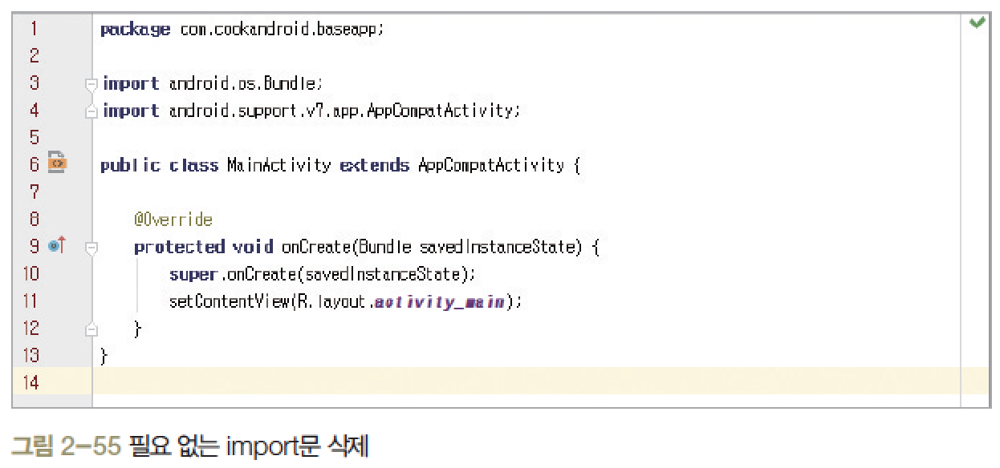 1 package com.cookandroid.baseapp;
2
3 import android.os.Bundle;
4 import android.support.v7.app.AppCompatActivity;
5
6 public class MainActivity extends AppCompatActivity {
7
8 @Override
9 protected void onCreate(Bundle savedInstanceState) {
10 super.onCreate(savedInstanceState);
11 setContentView(R.layout.activity_main);
12 }
13 }
14
그림 2-55 필요 없는 import문 삭제